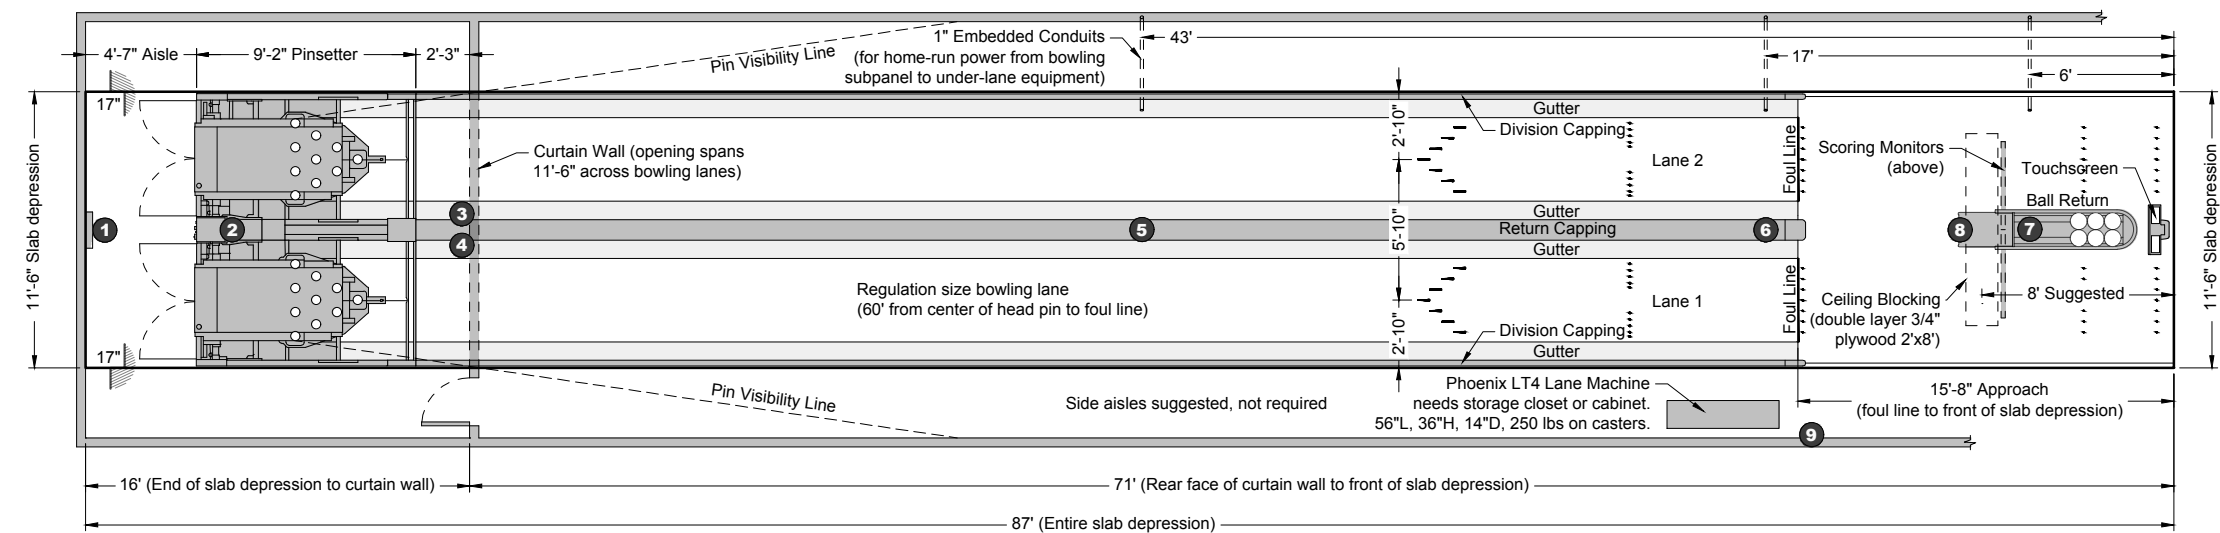 4'-7" Aisle
9'-2" Pinsetter
2'-3"
Pin Visibility Line
1" Embedded Conduits
(for home-run power from bowling
subpanel to under-lane equipment)
43'
17'
6'
17"
11'-6" Slab depression
Curtain Wall (opening spans
11'-6" across bowling lanes)
2'-10"
Gutter
Division Capping
Lane 2
Foul Line
Scoring Monitors
(above)
Touchscreen
Ball Return
11'-6" Slab depression
1
2
3
4
5
6
7
8
Gutter
Return Capping
Gutter
5'-10"
Regulation size bowling lane
(60' from center of head pin to foul line)
Lane 1
Foul Line
Ceiling Blocking
(double layer 3/4"
plywood 2'x8')
8' Suggested
17"
2'-10"
Division Capping
Gutter
Pin Visibility Line
Side aisles suggested, not required
Phoenix LT4 Lane Machine
needs storage closet or cabinet.
56"L, 36"H, 14"D, 250 lbs on casters.
15'-8" Approach
(foul line to front of slab depression)
9
16' (End of slab depression to curtain wall)
71' (Rear face of curtain wall to front of slab depression)
87' (Entire slab depression)